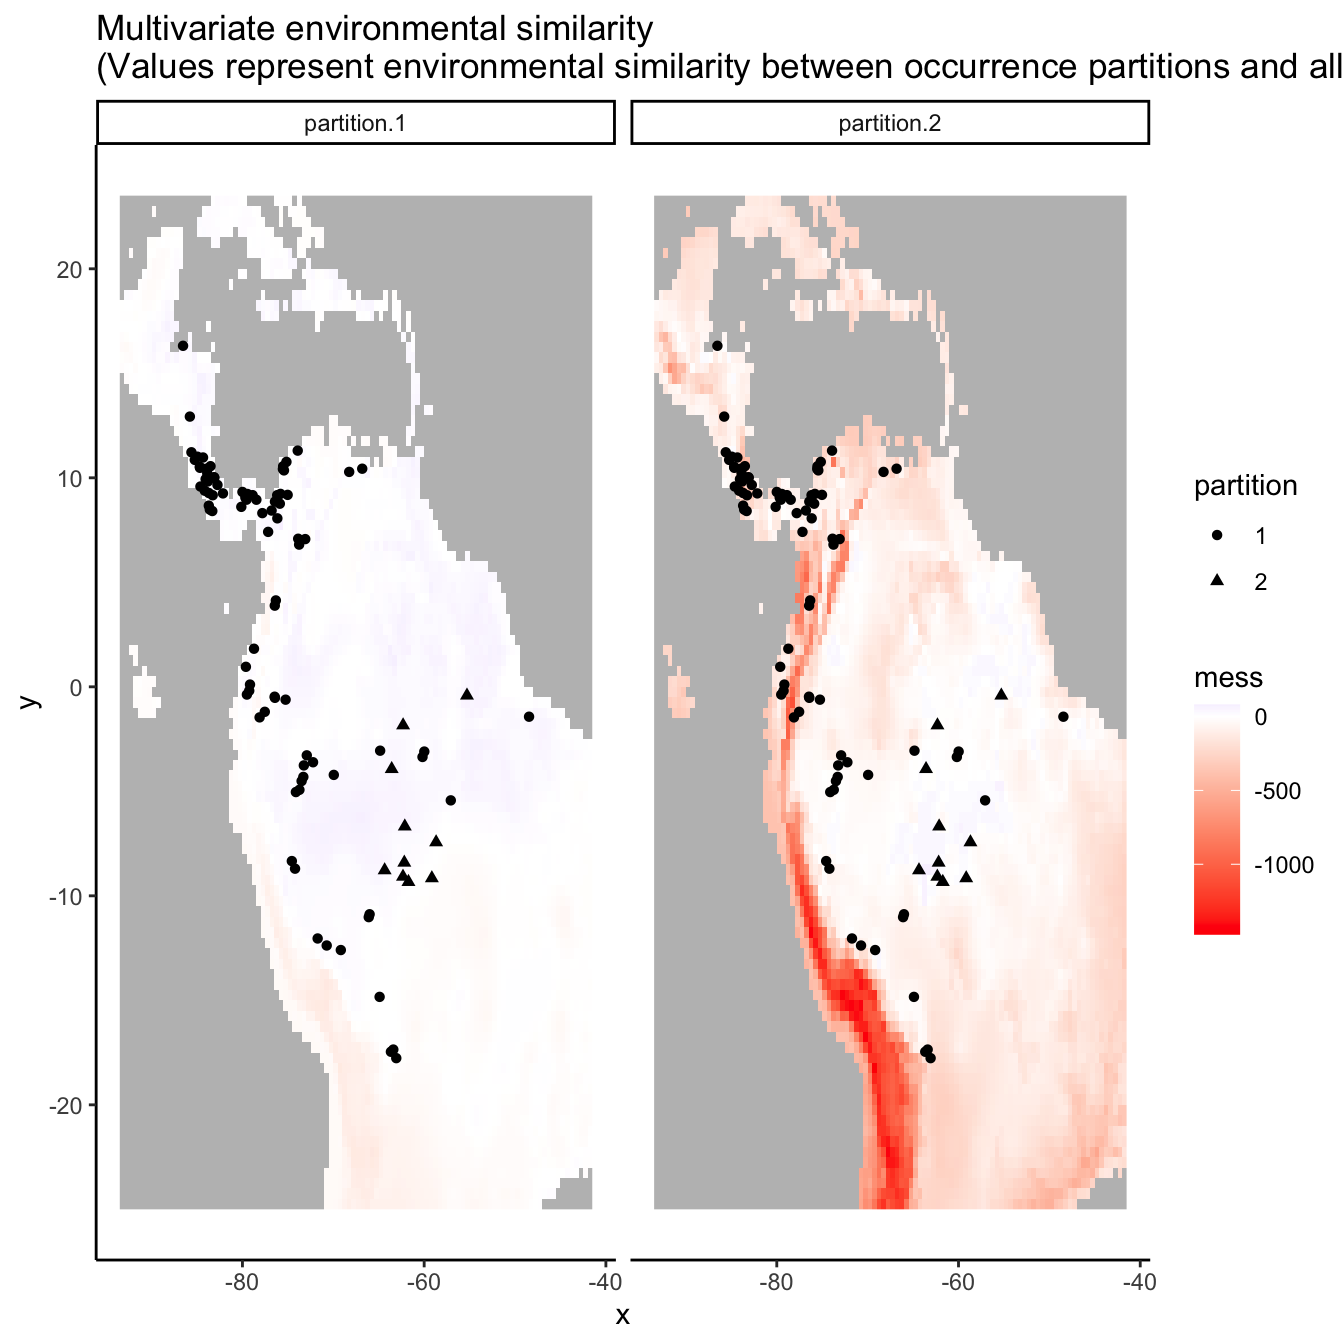 Multivariate environmental similarity
(Values represent environmental similarity between occurrence partitions and all
partition.1 partition.2
20
10
0
-10
-20
y
-80 -60 -40 -80 -60 -40
x
partition
1
2
mess
0
-500
-1000